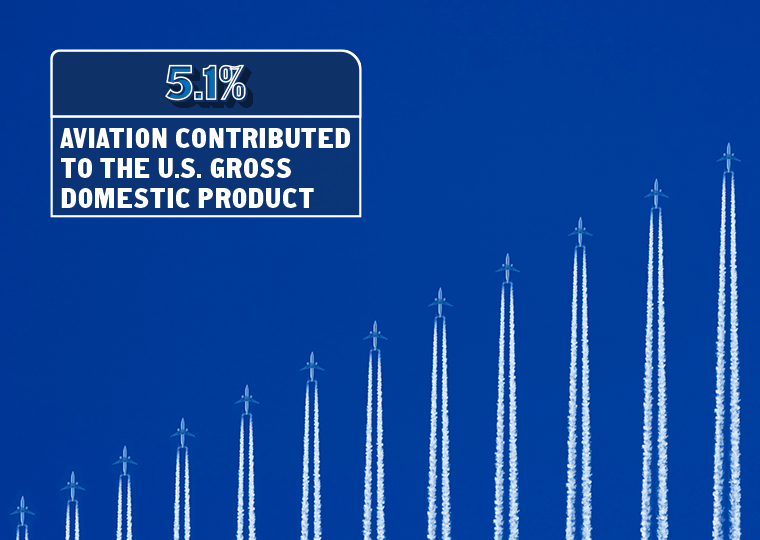 5.1%
AVIATION CONTRIBUTED
TO THE U.S. GROSS
DOMESTIC PRODUCT